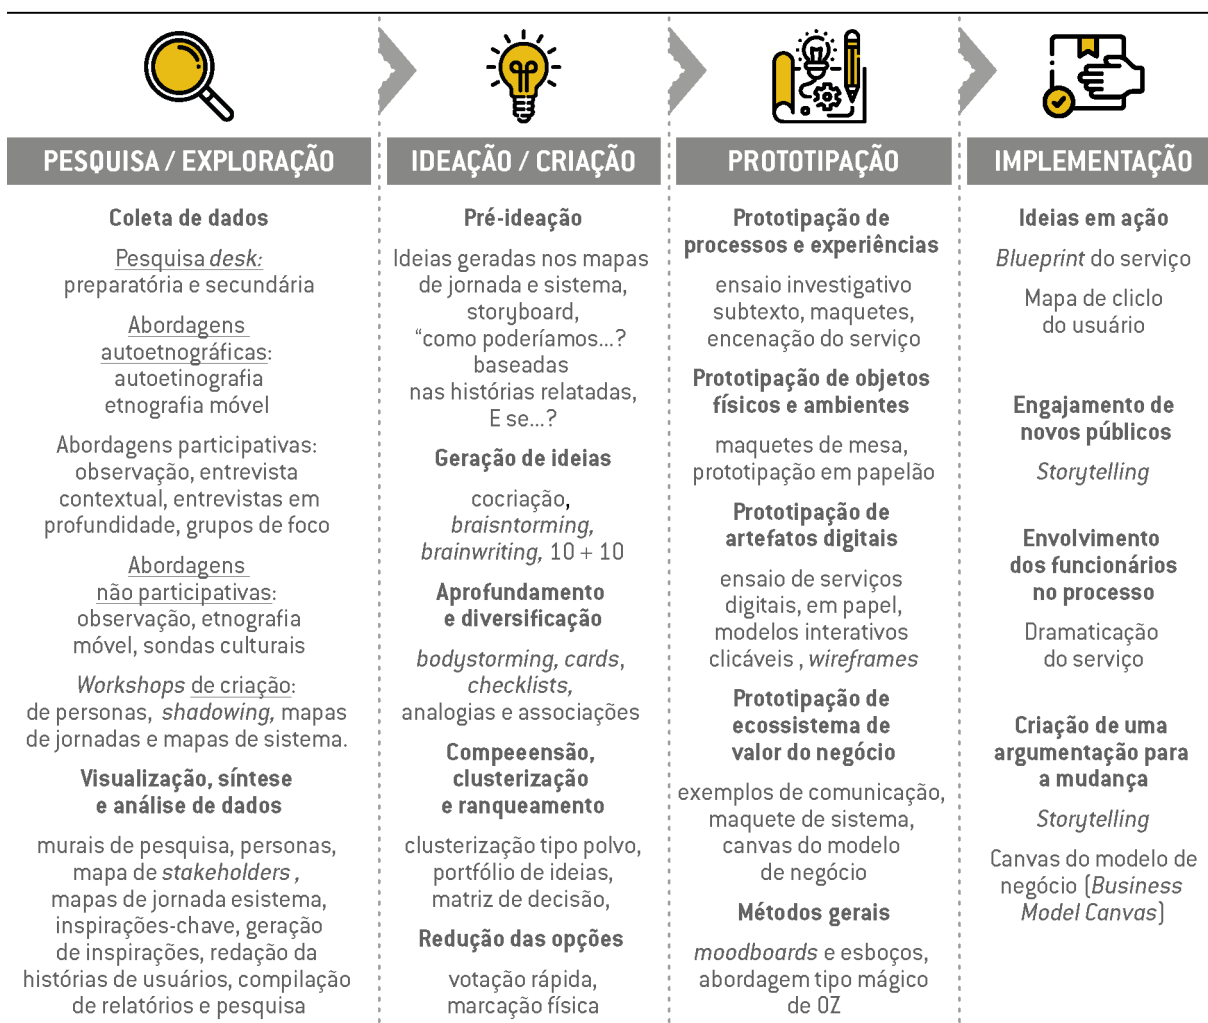 PESQUISA / EXPLORAÇÃO
Coleta de dados
Pesquisa desk:
preparatória e secundária
Abordagens
autoetnográficas:
autoetinografia
etnografia móvel
Abordagens participativas:
observação, entrevista
contextual, entrevistas em
profundidade, grupos de foco
Abordagens
não participativas:
observação, etnografia
móvel, sondas culturais
Workshops de criação:
de personas, shadowing, mapas
de jornadas e mapas de sistema.
Visualização, síntese
e análise de dados
murais de pesquisa, personas,
mapa de stakeholders ,
mapas de jornada esistema,
inspirações-chave, geração
de inspirações, redação da
histórias de usuários, compilação
de relatórios e pesquisa
IDEAÇÃO / CRIAÇÃO
Pré-ideação
Ideias geradas nos mapas
de jornada e sistema,
storyboard,
“como poderíamos...?
baseadas
nas histórias relatadas,
E se...?
Geração de ideias
cocriação,
braisntorming,
brainwriting, 10 + 10
Aprofundamento
e diversificação
bodystorming, cards,
checklists,
analogias e associações
Compeeensão,
clusterização
e ranqueamento
clusterização tipo polvo,
portfólio de ideias,
matriz de decisão,
Redução das opções
votação rápida,
marcação física
PROTOTIPAÇÃO
Prototipação de
processos e experiências
ensaio investigativo
subtexto, maquetes,
encenação do serviço
Prototipação de objetos
físicos e ambientes
maquetes de mesa,
prototipação em papelão
Prototipação de
artefatos digitais
ensaio de serviços
digitais, em papel,
modelos interativos
clicáveis , wireframes
Prototipação de
ecossistema de
valor do negócio
exemplos de comunicação,
maquete de sistema,
canvas do modelo
de negócio
Métodos gerais
moodboards e esboços,
abordagem tipo mágico
de OZ
IMPLEMENTAÇÃO
Ideias em ação
Blueprint do serviço
Mapa de cliclo
do usuário
Engajamento de
novos públicos
Storytelling
Envolvimento
dos funcionários
no processo
Dramaticação
do serviço
Criação de uma
argumentação para
a mudança
Storytelling
Canvas do modelo de
negócio (Business
Model Canvas)